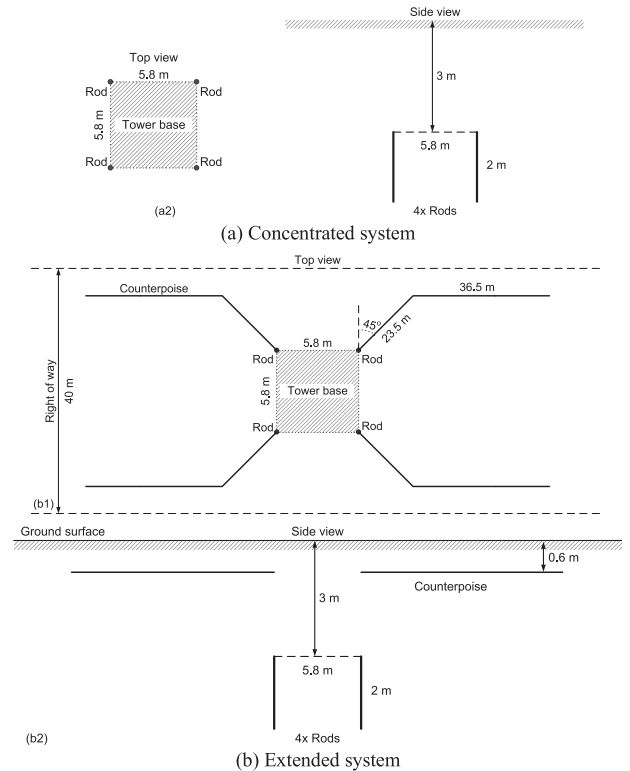 Side view
Top view
5.8 m
Rod
Rod
3 m
5.8 m
Tower base
5.8 m
2 m
Rod
Rod
(a2)
4x Rods
(a) Concentrated system
Top view
Counterpoise
36.5 m
45°
23.5 m
5.8 m
Rod
Rod
Right of way
40 m
5.8 m
Tower base
Rod
Rod
(b1)
Ground surface
Side view
0.6 m
3 m
Counterpoise
5.8 m
2 m
(b2)
4x Rods
(b) Extended system